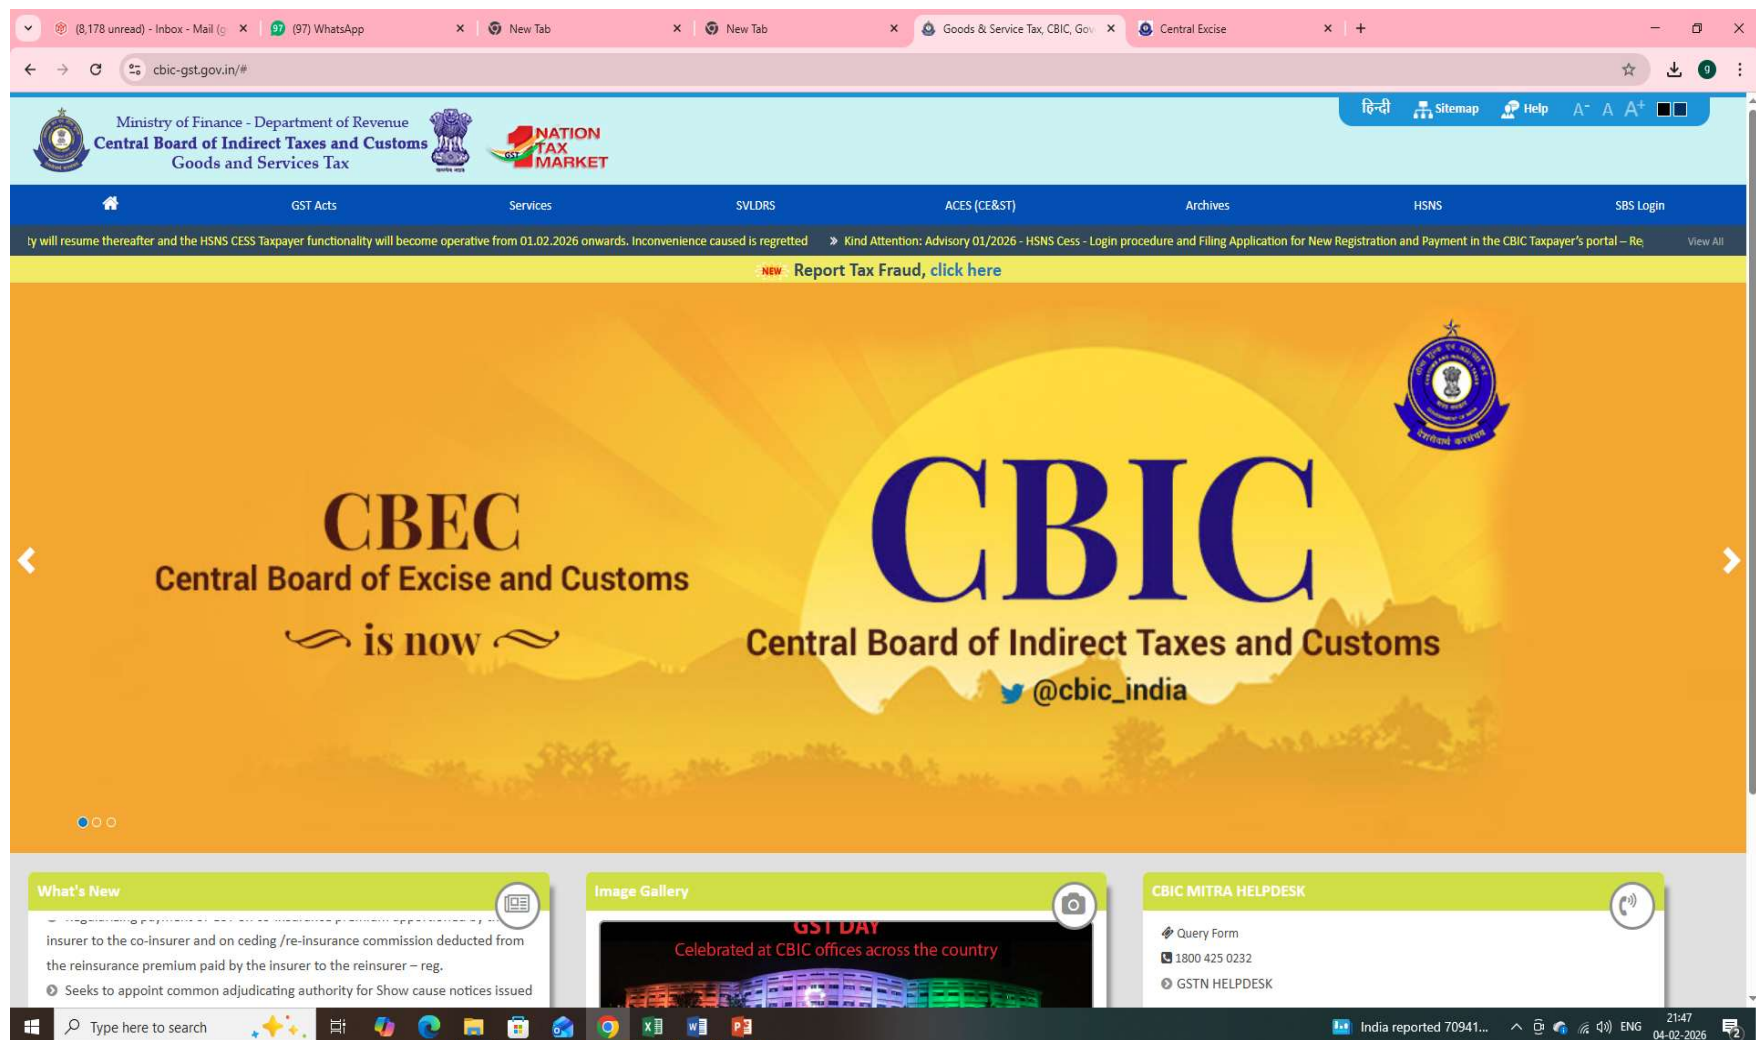 (8,178 unread) - Inbox - Mail (g
97 (97) WhatsApp
New Tab
New Tab
Goods & Service Tax, CBIC, Gov
Central Excise
cbic-gst.gov.in/#
g
Ministry of Finance - Department of Revenue
Central Board of Indirect Taxes and Customs
Goods and Services Tax
GST
NATION
TAX
MARKET
हिन्दी Sitemap Help A- A A+
GST Acts Services SVLDRS ACES (CE&ST) Archives HSNS SBS Login
ty will resume thereafter and the HSNS CESS Taxpayer functionality will become operative from 01.02.2026 onwards. Inconvenience caused is regretted » Kind Attention: Advisory 01/2026 - HSNS Cess - Login procedure and Filing Application for New Registration and Payment in the CBIC Taxpayer's portal – Re View All
NEW Report Tax Fraud, click here
CBEC
Central Board of Excise and Customs
is now
CBIC
Central Board of Indirect Taxes and Customs
@cbic_india
What's New
insurer to the co-insurer and on ceding /re-insurance commission deducted from
the reinsurance premium paid by the insurer to the reinsurer – reg.
Seeks to appoint common adjudicating authority for Show cause notices issued
Image Gallery
GST DAY
Celebrated at CBIC offices across the country
CBIC MITRA HELPDESK
Query Form
1800 425 0232
GSTN HELPDESK
Type here to search
India reported 70941...
ENG
21:47
04-02-2026
2